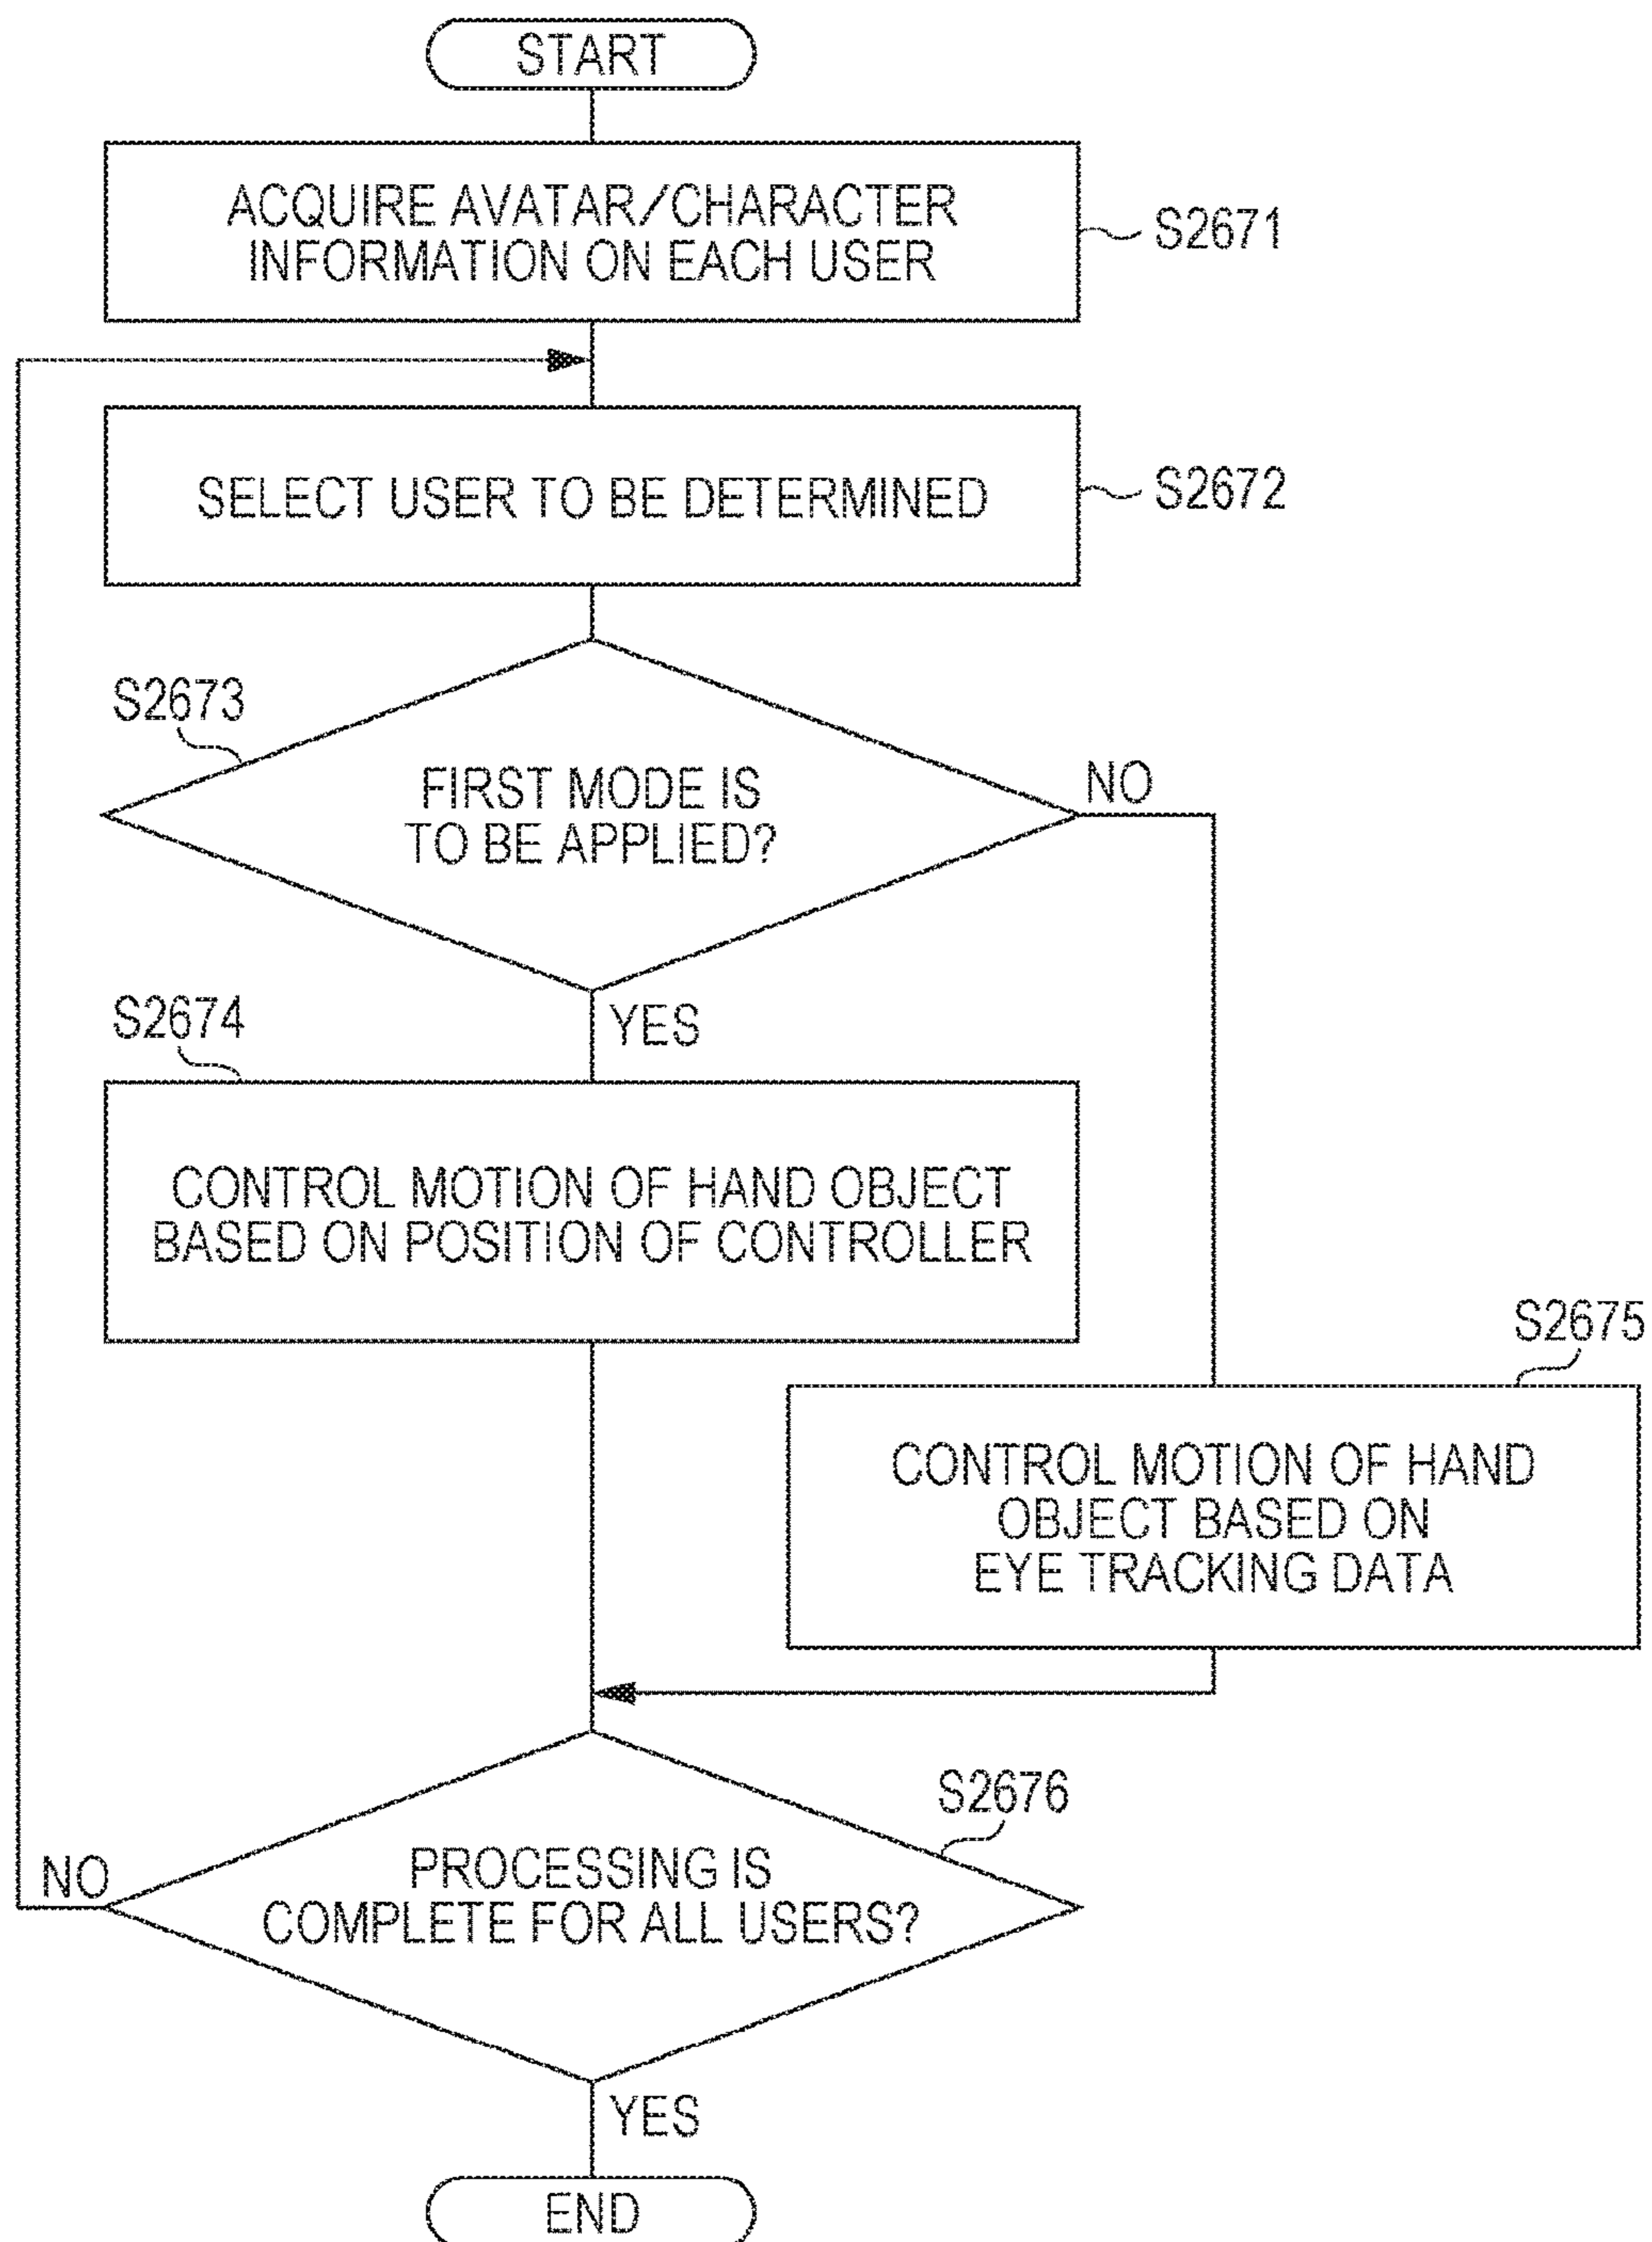 START
ACQUIRE AVATAR/CHARACTER
INFORMATION ON EACH USER
S2671
SELECT USER TO BE DETERMINED
S2672
S2673
FIRST MODE IS
TO BE APPLIED?
NO
YES
S2674
CONTROL MOTION OF HAND OBJECT
BASED ON POSITION OF CONTROLLER
S2675
CONTROL MOTION OF HAND
OBJECT BASED ON
EYE TRACKING DATA
S2676
PROCESSING IS
COMPLETE FOR ALL USERS?
NO
YES
END